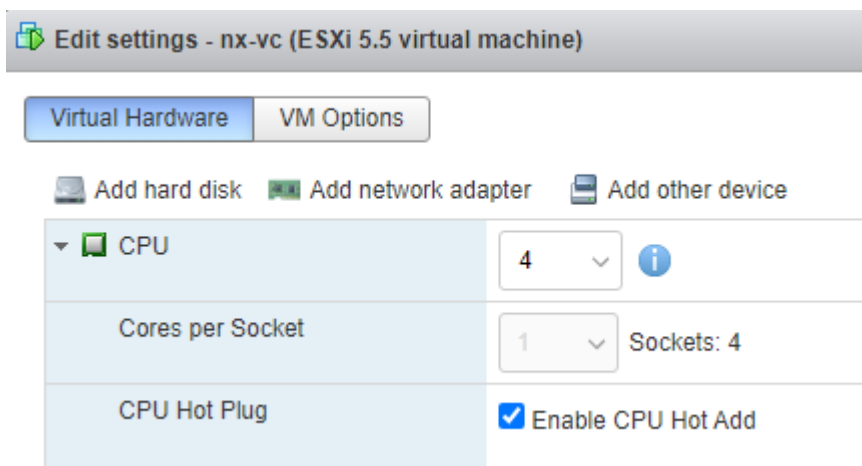 Edit settings - nx-vc (ESXi 5.5 virtual machine)
Virtual Hardware VM Options
Add hard disk Add network adapter Add other device
CPU 4
Cores per Socket 1 Sockets: 4
CPU Hot Plug Enable CPU Hot Add